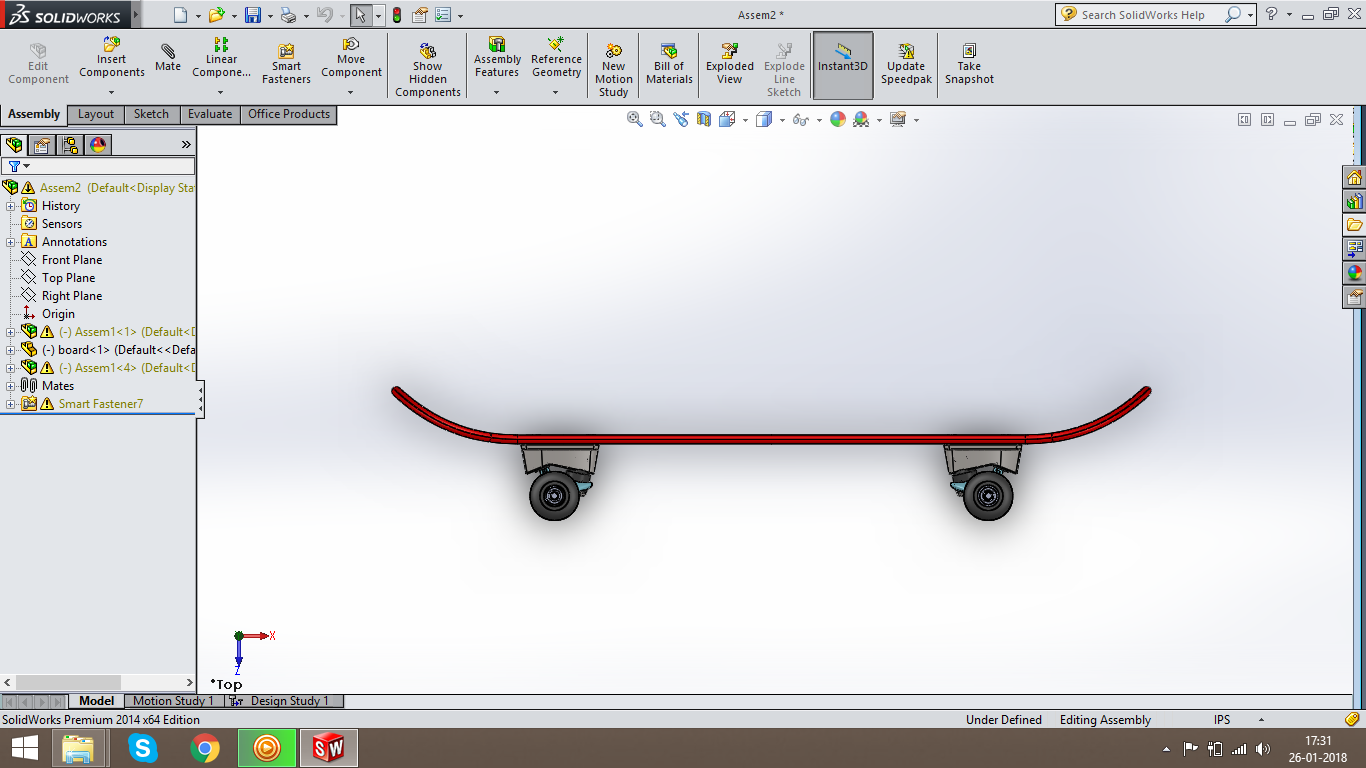 SOLIDWORKS
Assem2 *
Search SolidWorks Help
Edit
Component
Insert
Components
Mate
Linear
Compone...
Smart
Fasteners
Move
Component
Show
Hidden
Components
Assembly
Features
Reference
Geometry
New
Motion
Study
Bill of
Materials
Exploded
View
Explode
Line
Sketch
Instant3D
Update
Speedpak
Take
Snapshot
Assembly Layout Sketch Evaluate Office Products
Assem2 (Default<Display Sta
History
Sensors
Annotations
Front Plane
Top Plane
Right Plane
Origin
(-) Assem1<1> (Default<D
(-) board<1> (Default<<Defa
(-) Assem1<4> (Default<D
Mates
Smart Fastener7
X
Z
*Top
Model Motion Study 1 Design Study 1
SolidWorks Premium 2014 x64 Edition Under Defined Editing Assembly IPS
SW
17:31
26-01-2018